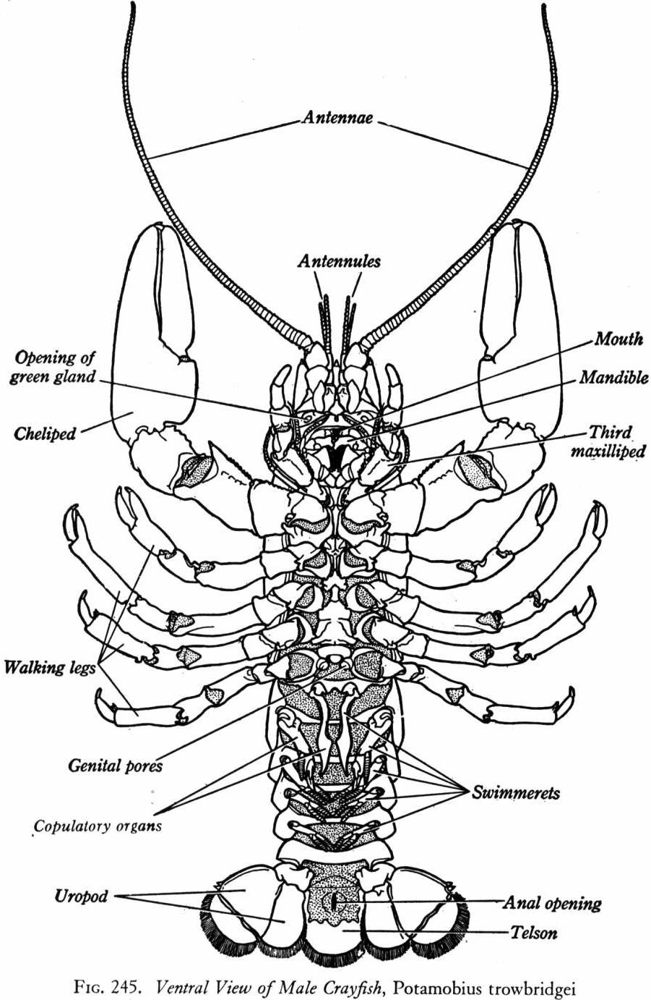 Antennae
Antennules
Mouth
Opening of
green gland
Mandible
Cheliped
Third
maxilliped
Walking legs
Genital pores
Swimmerets
Copulatory organs
Uropod
Anal opening
Telson
FIG. 245. Ventral View of Male Crayfish, Potamobius trowbridgei